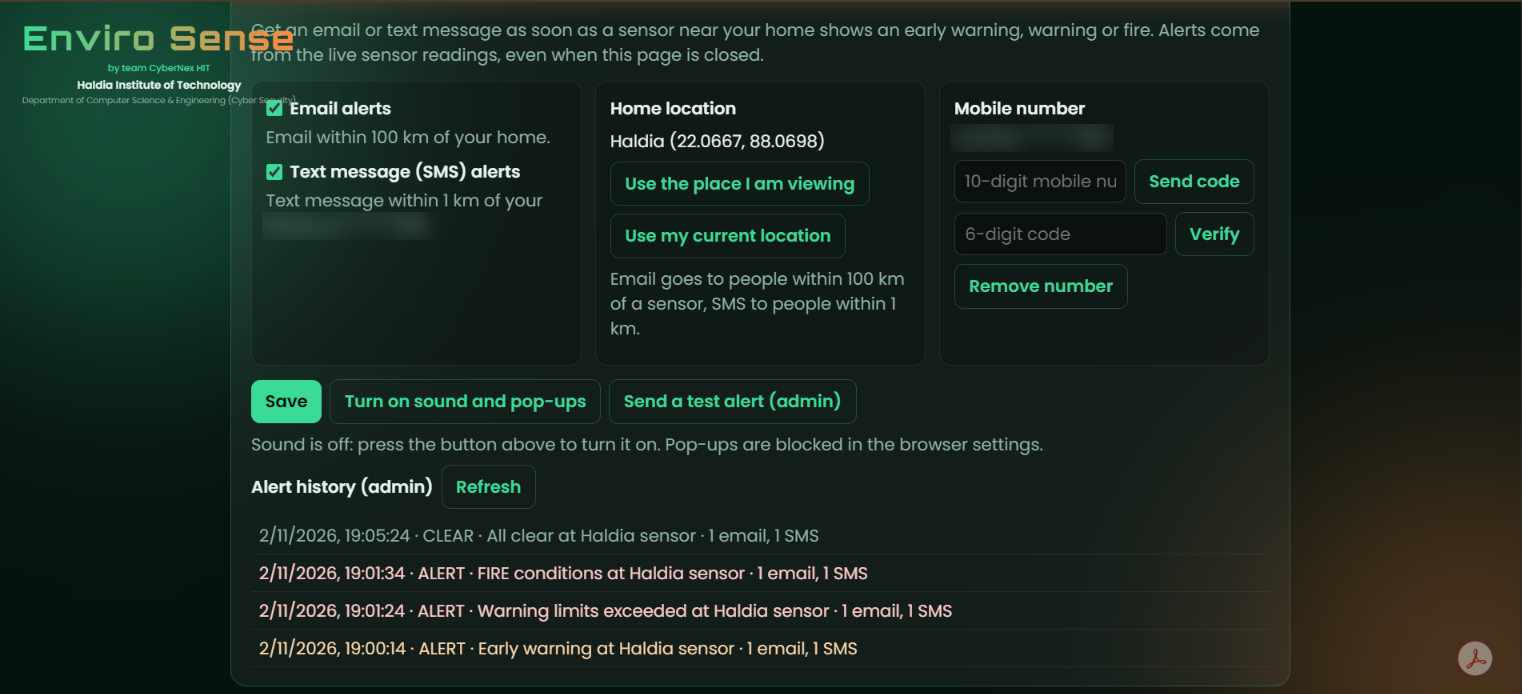 Enviro Sense
by team CyberNex HIT
Haldia Institute of Technology
Department of Computer Science & Engineering (Cyber Security)
Get an email or text message as soon as a sensor near your home shows an early warning, warning or fire. Alerts come
from the live sensor readings, even when this page is closed.
Email alerts
Email within 100 km of your home.
Text message (SMS) alerts
Text message within 1 km of your
Home location
Haldia (22.0667, 88.0698)
Use the place I am viewing
Use my current location
Email goes to people within 100 km
of a sensor, SMS to people within 1
km.
Mobile number
10-digit mobile nu
Send code
6-digit code
Verify
Remove number
Save
Turn on sound and pop-ups
Send a test alert (admin)
Sound is off: press the button above to turn it on. Pop-ups are blocked in the browser settings.
Alert history (admin)
Refresh
2/11/2026, 19:05:24 · CLEAR · All clear at Haldia sensor · 1 email, 1 SMS
2/11/2026, 19:01:34 · ALERT · FIRE conditions at Haldia sensor · 1 email, 1 SMS
2/11/2026, 19:01:24 · ALERT · Warning limits exceeded at Haldia sensor · 1 email, 1 SMS
2/11/2026, 19:00:14 · ALERT · Early warning at Haldia sensor · 1 email, 1 SMS